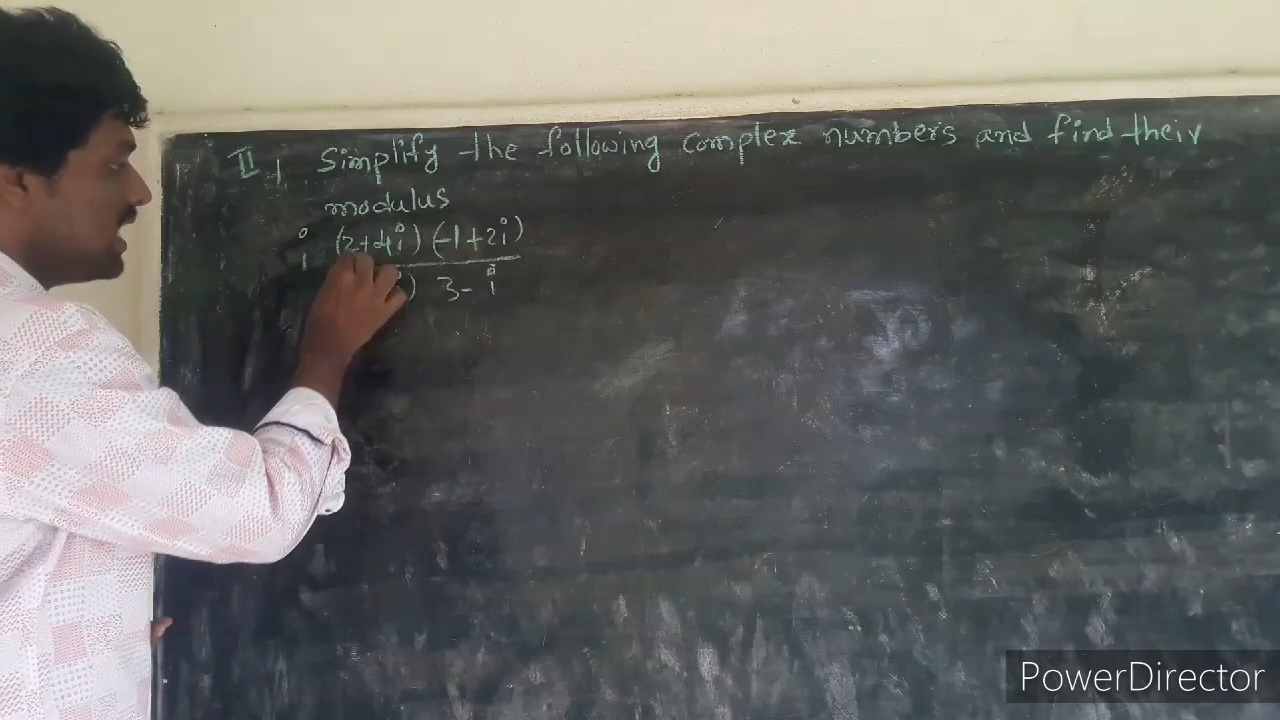 II, Simplify the following complex numbers and find their
modulus
i (2+4i) (-1+2i)
i) 3-i
PowerDirector